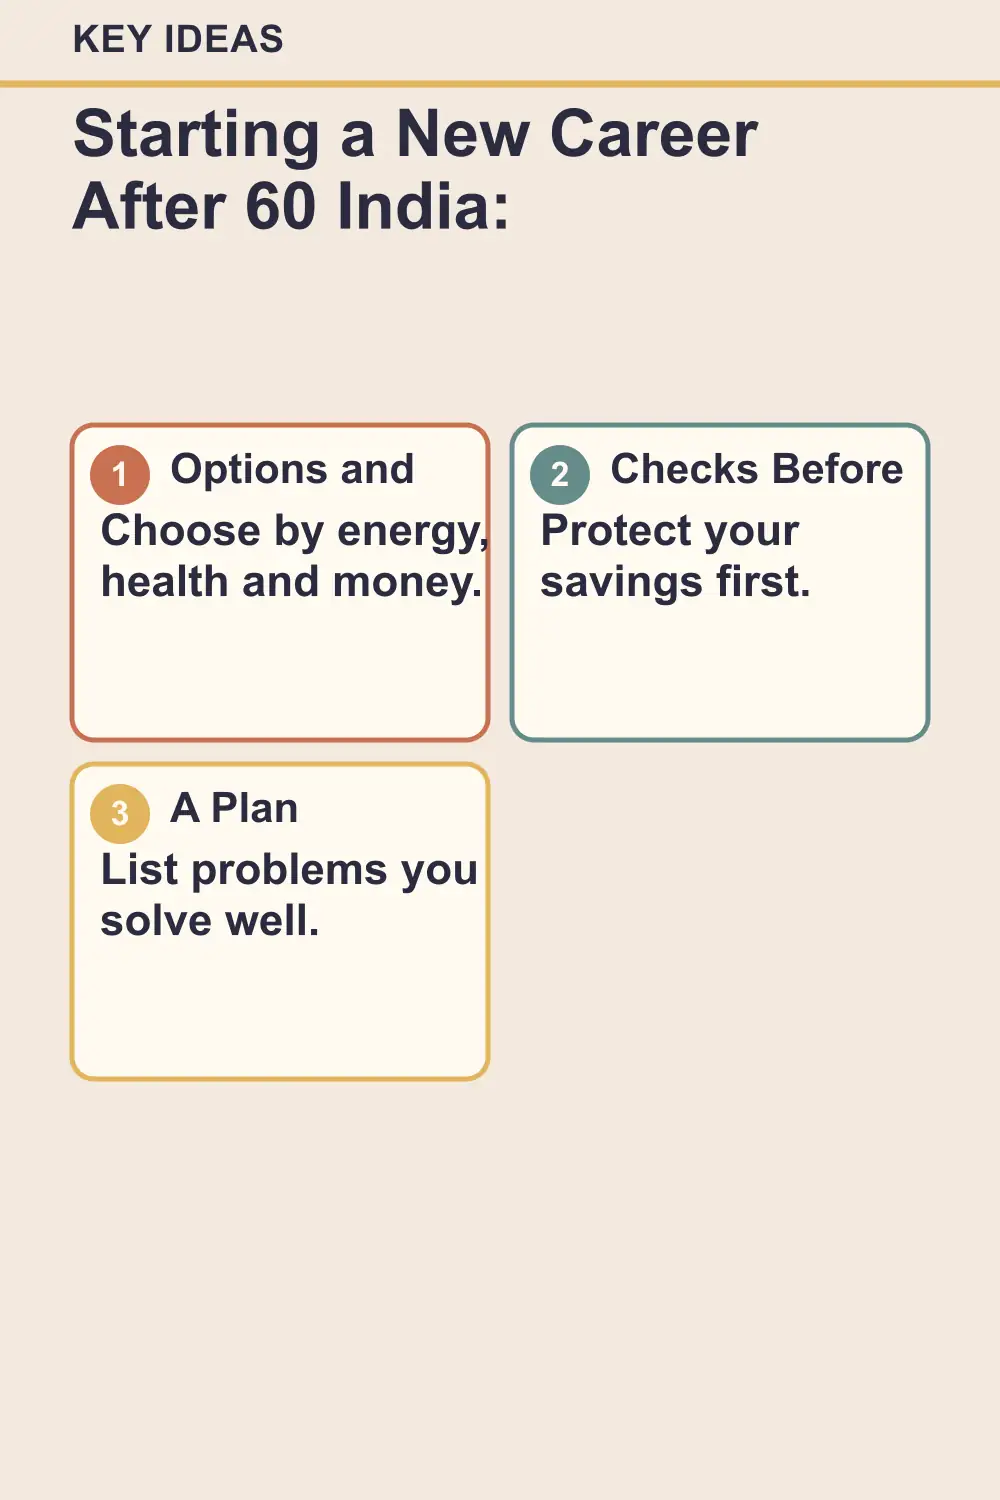 KEY IDEAS
Starting a New Career
After 60 India:
1 Options and
Choose by energy,
health and money.
2 Checks Before
Protect your
savings first.
3 A Plan
List problems you
solve well.